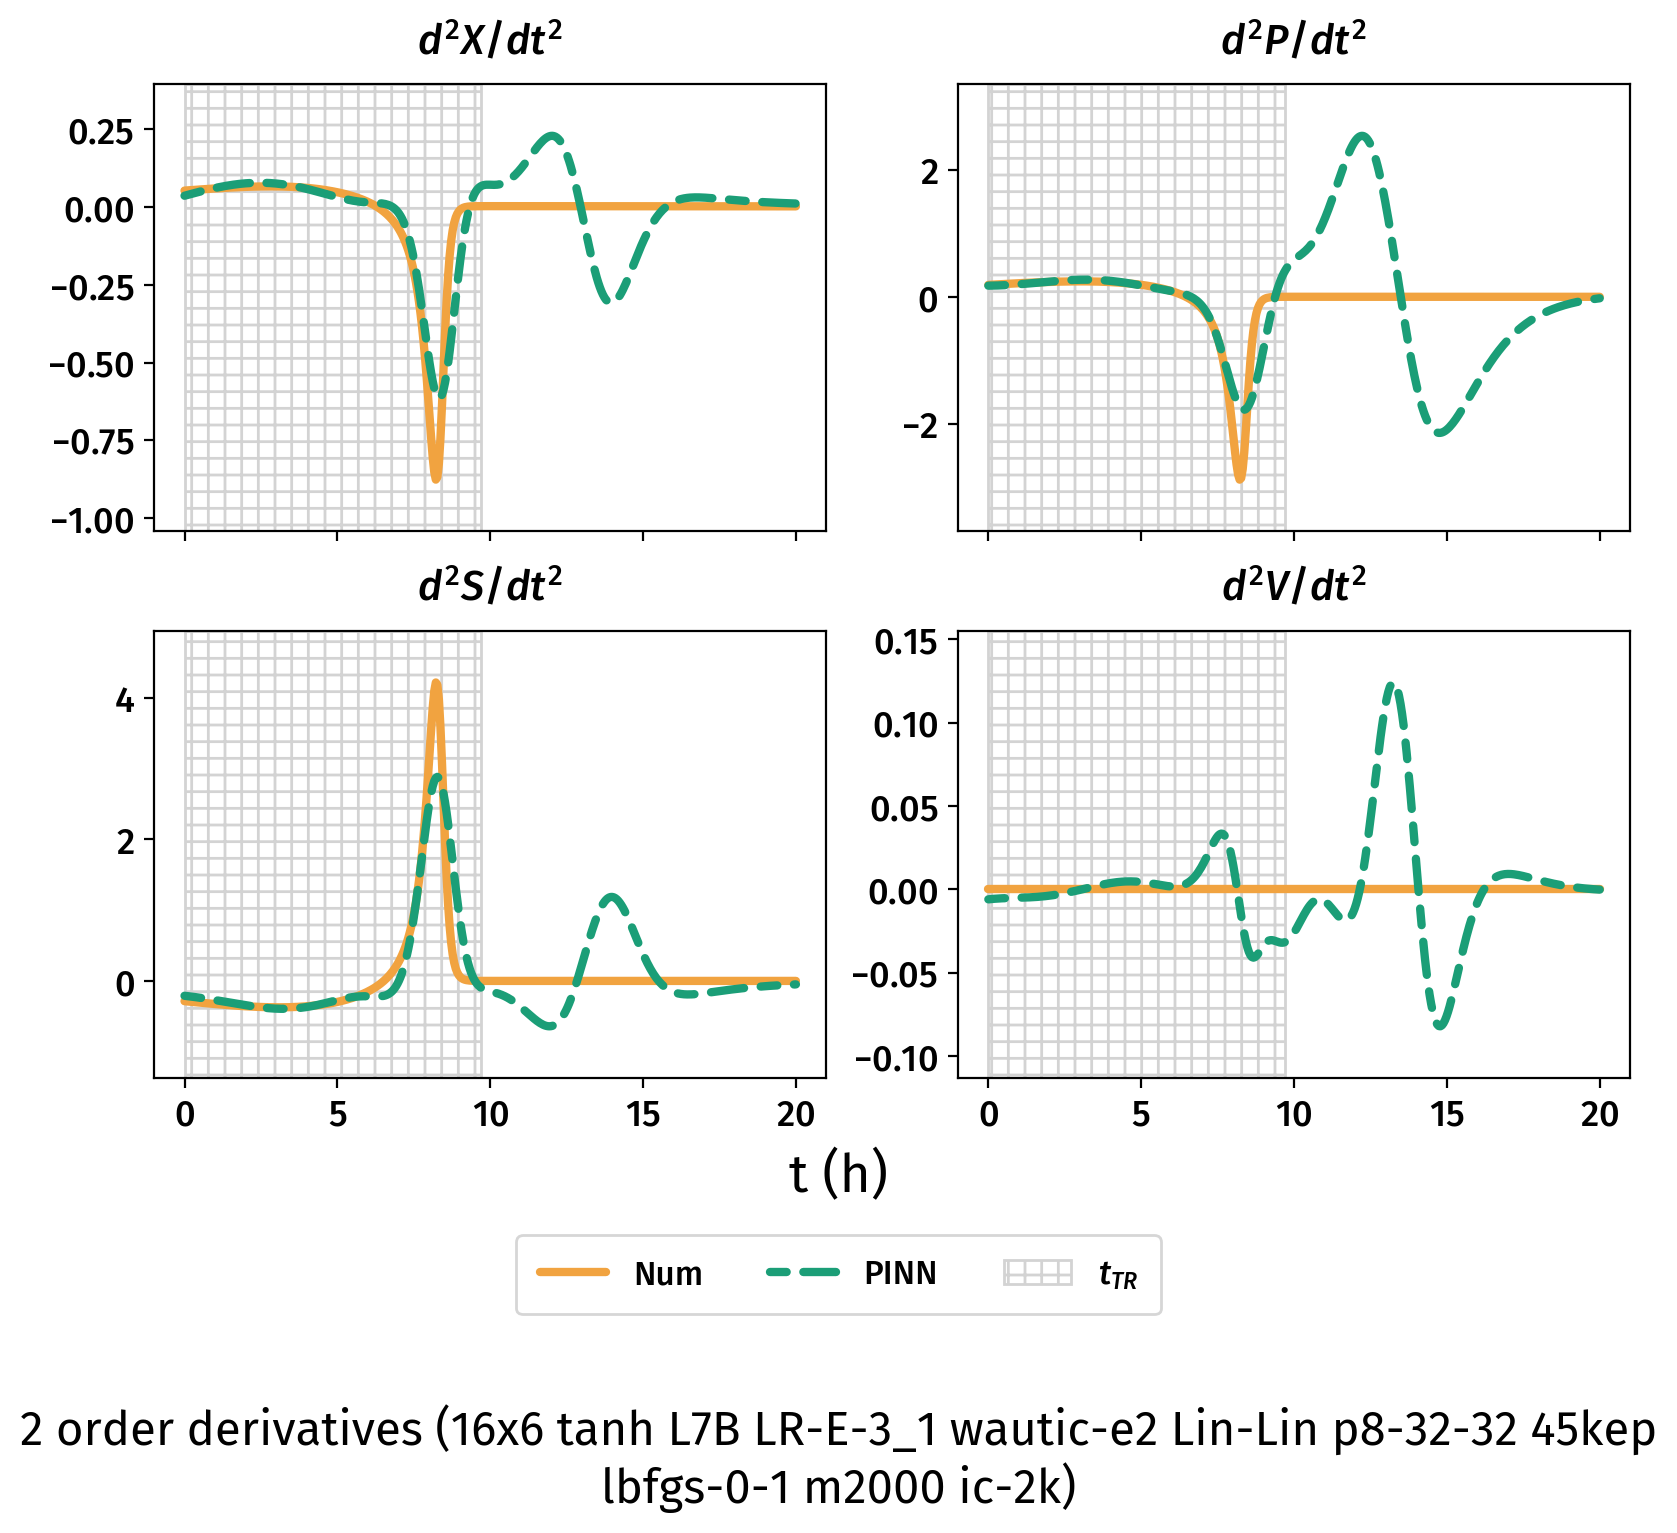 d²X/dt²
d²P/dt²
0.25
0.00
−0.25
−0.50
−0.75
−1.00
2
0
−2
d²S/dt²
d²V/dt²
4
2
0
0.15
0.10
0.05
0.00
−0.05
−0.10
0 5 10 15 20
0 5 10 15 20
t (h)
Num PINN t_TR
2 order derivatives (16x6 tanh L7B LR-E-3_1 wautic-e2 Lin-Lin p8-32-32 45kep
lbfgs-0-1 m2000 ic-2k)